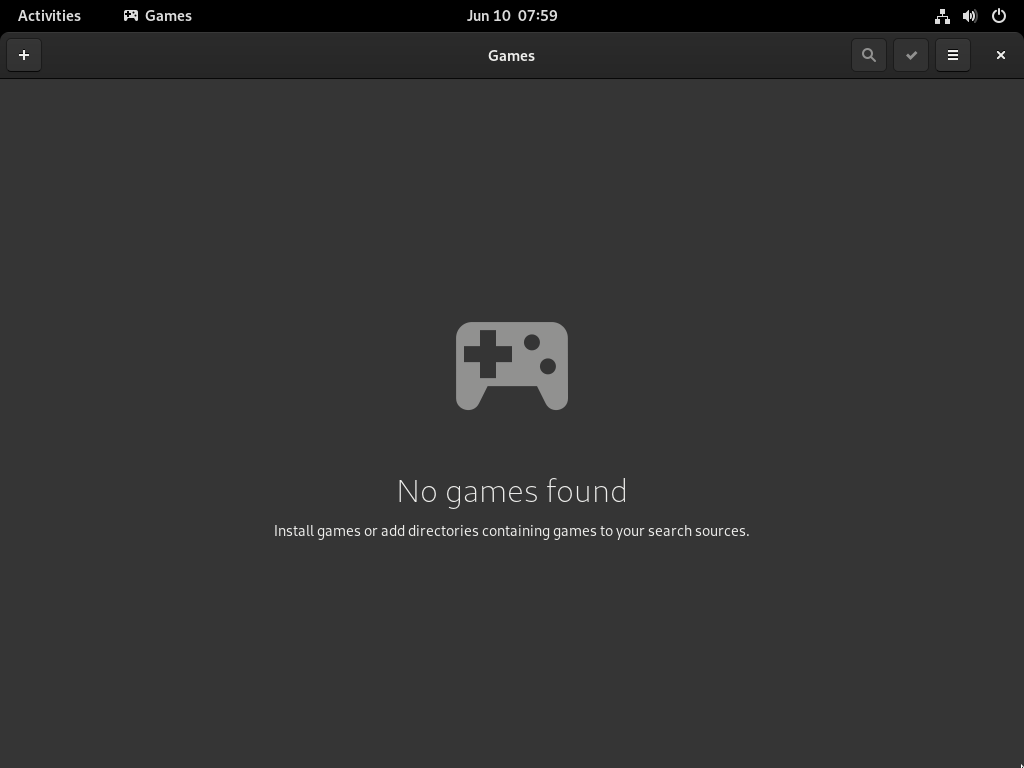 Activities Games Jun 10 07:59
Games
No games found
Install games or add directories containing games to your search sources.